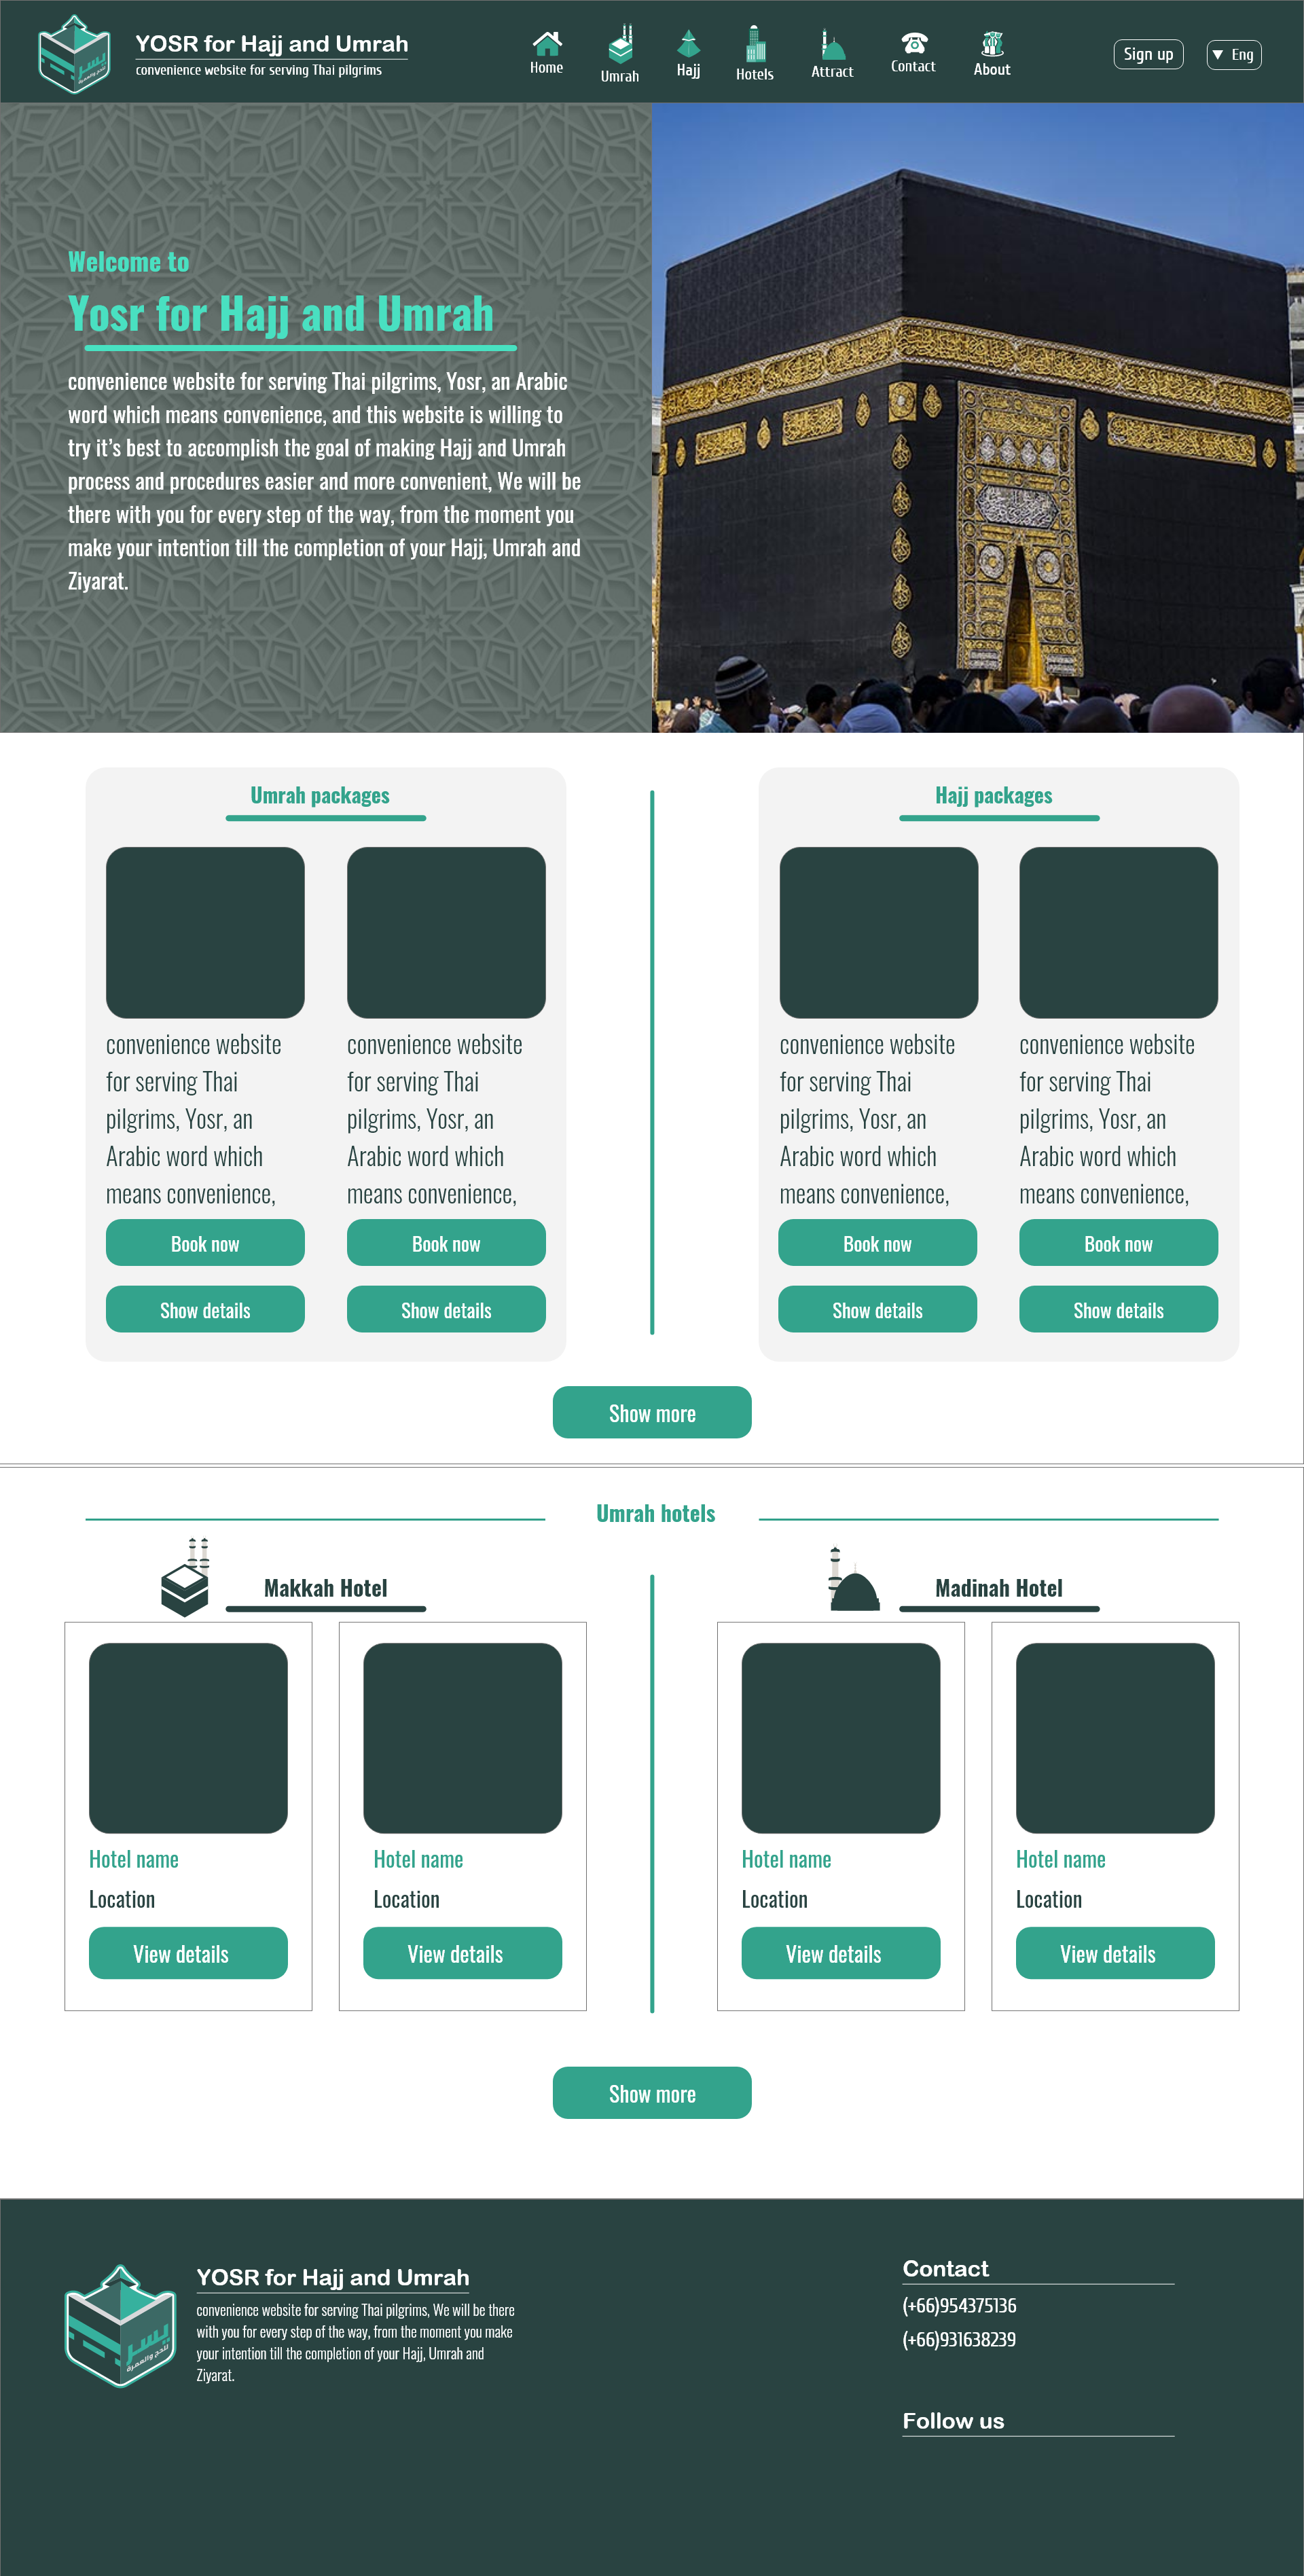 يسر
للحج والعمرة
YOSR for Hajj and Umrah
convenience website for serving Thai pilgrims
Home
Umrah
Hajj
Hotels
Attract
Contact
About
Sign up
Eng
Welcome to
Yosr for Hajj and Umrah
convenience website for serving Thai pilgrims, Yosr, an Arabic
word which means convenience, and this website is willing to
try it’s best to accomplish the goal of making Hajj and Umrah
process and procedures easier and more convenient, We will be
there with you for every step of the way, from the moment you
make your intention till the completion of your Hajj, Umrah and
Ziyarat.
Umrah packages
convenience website
for serving Thai
pilgrims, Yosr, an
Arabic word which
means convenience,
Book now
Show details
convenience website
for serving Thai
pilgrims, Yosr, an
Arabic word which
means convenience,
Book now
Show details
Hajj packages
convenience website
for serving Thai
pilgrims, Yosr, an
Arabic word which
means convenience,
Book now
Show details
convenience website
for serving Thai
pilgrims, Yosr, an
Arabic word which
means convenience,
Book now
Show details
Show more
Umrah hotels
Makkah Hotel
Hotel name
Location
View details
Hotel name
Location
View details
Madinah Hotel
Hotel name
Location
View details
Hotel name
Location
View details
Show more
يسر
للحج والعمرة
YOSR for Hajj and Umrah
convenience website for serving Thai pilgrims, We will be there
with you for every step of the way, from the moment you make
your intention till the completion of your Hajj, Umrah and
Ziyarat.
Contact
(+66)954375136
(+66)931638239
Follow us